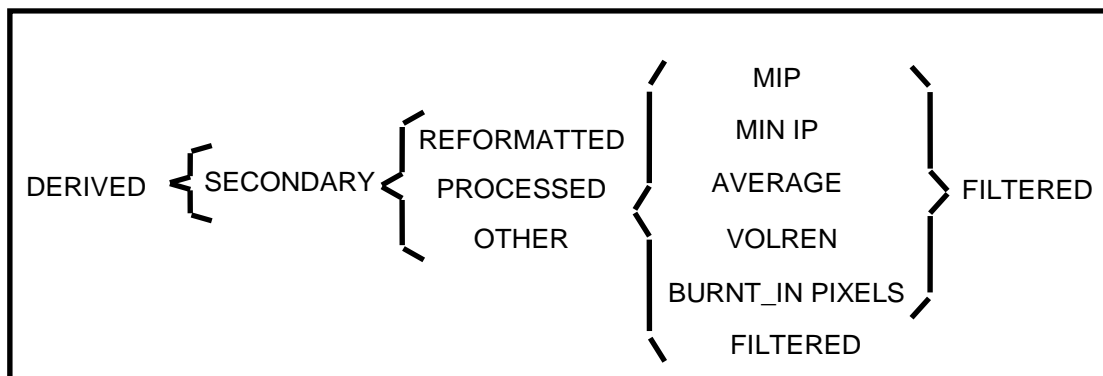 DERIVED
SECONDARY
REFORMATTED
PROCESSED
OTHER
MIP
MIN IP
AVERAGE
VOLREN
BURNT_IN PIXELS
FILTERED
FILTERED